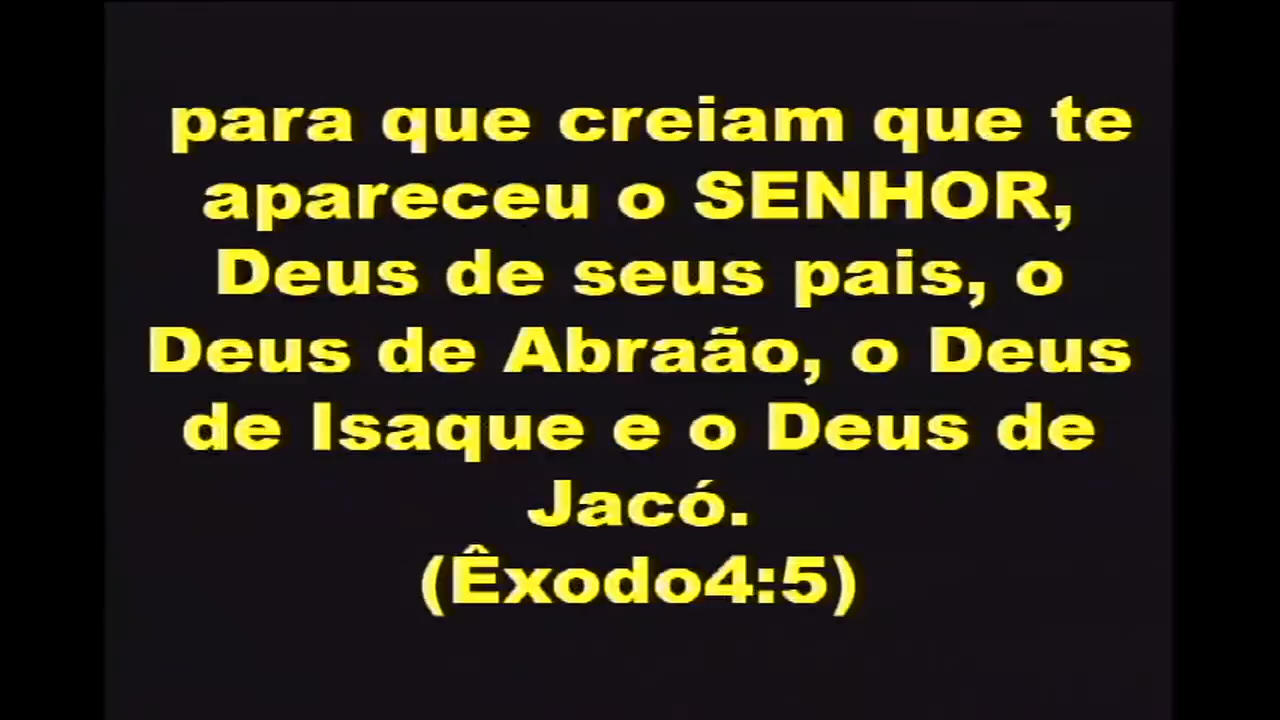 para que creiam que te
apareceu o SENHOR,
Deus de seus pais, o
Deus de Abraão, o Deus
de Isaque e o Deus de
Jacó.
(Êxodo4:5)